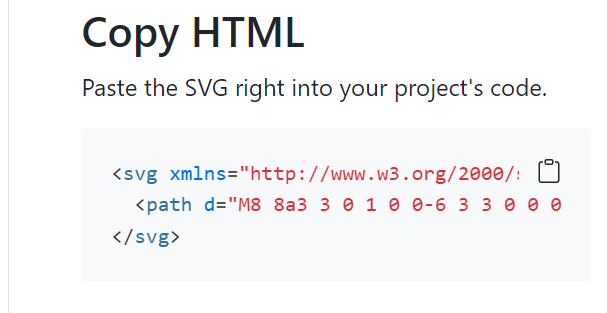 Copy HTML
Paste the SVG right into your project's code.
<svg xmlns="http://www.w3.org/2000/
<path d="M8 8a3 3 0 1 0 0-6 3 3 0 0 0
</svg>